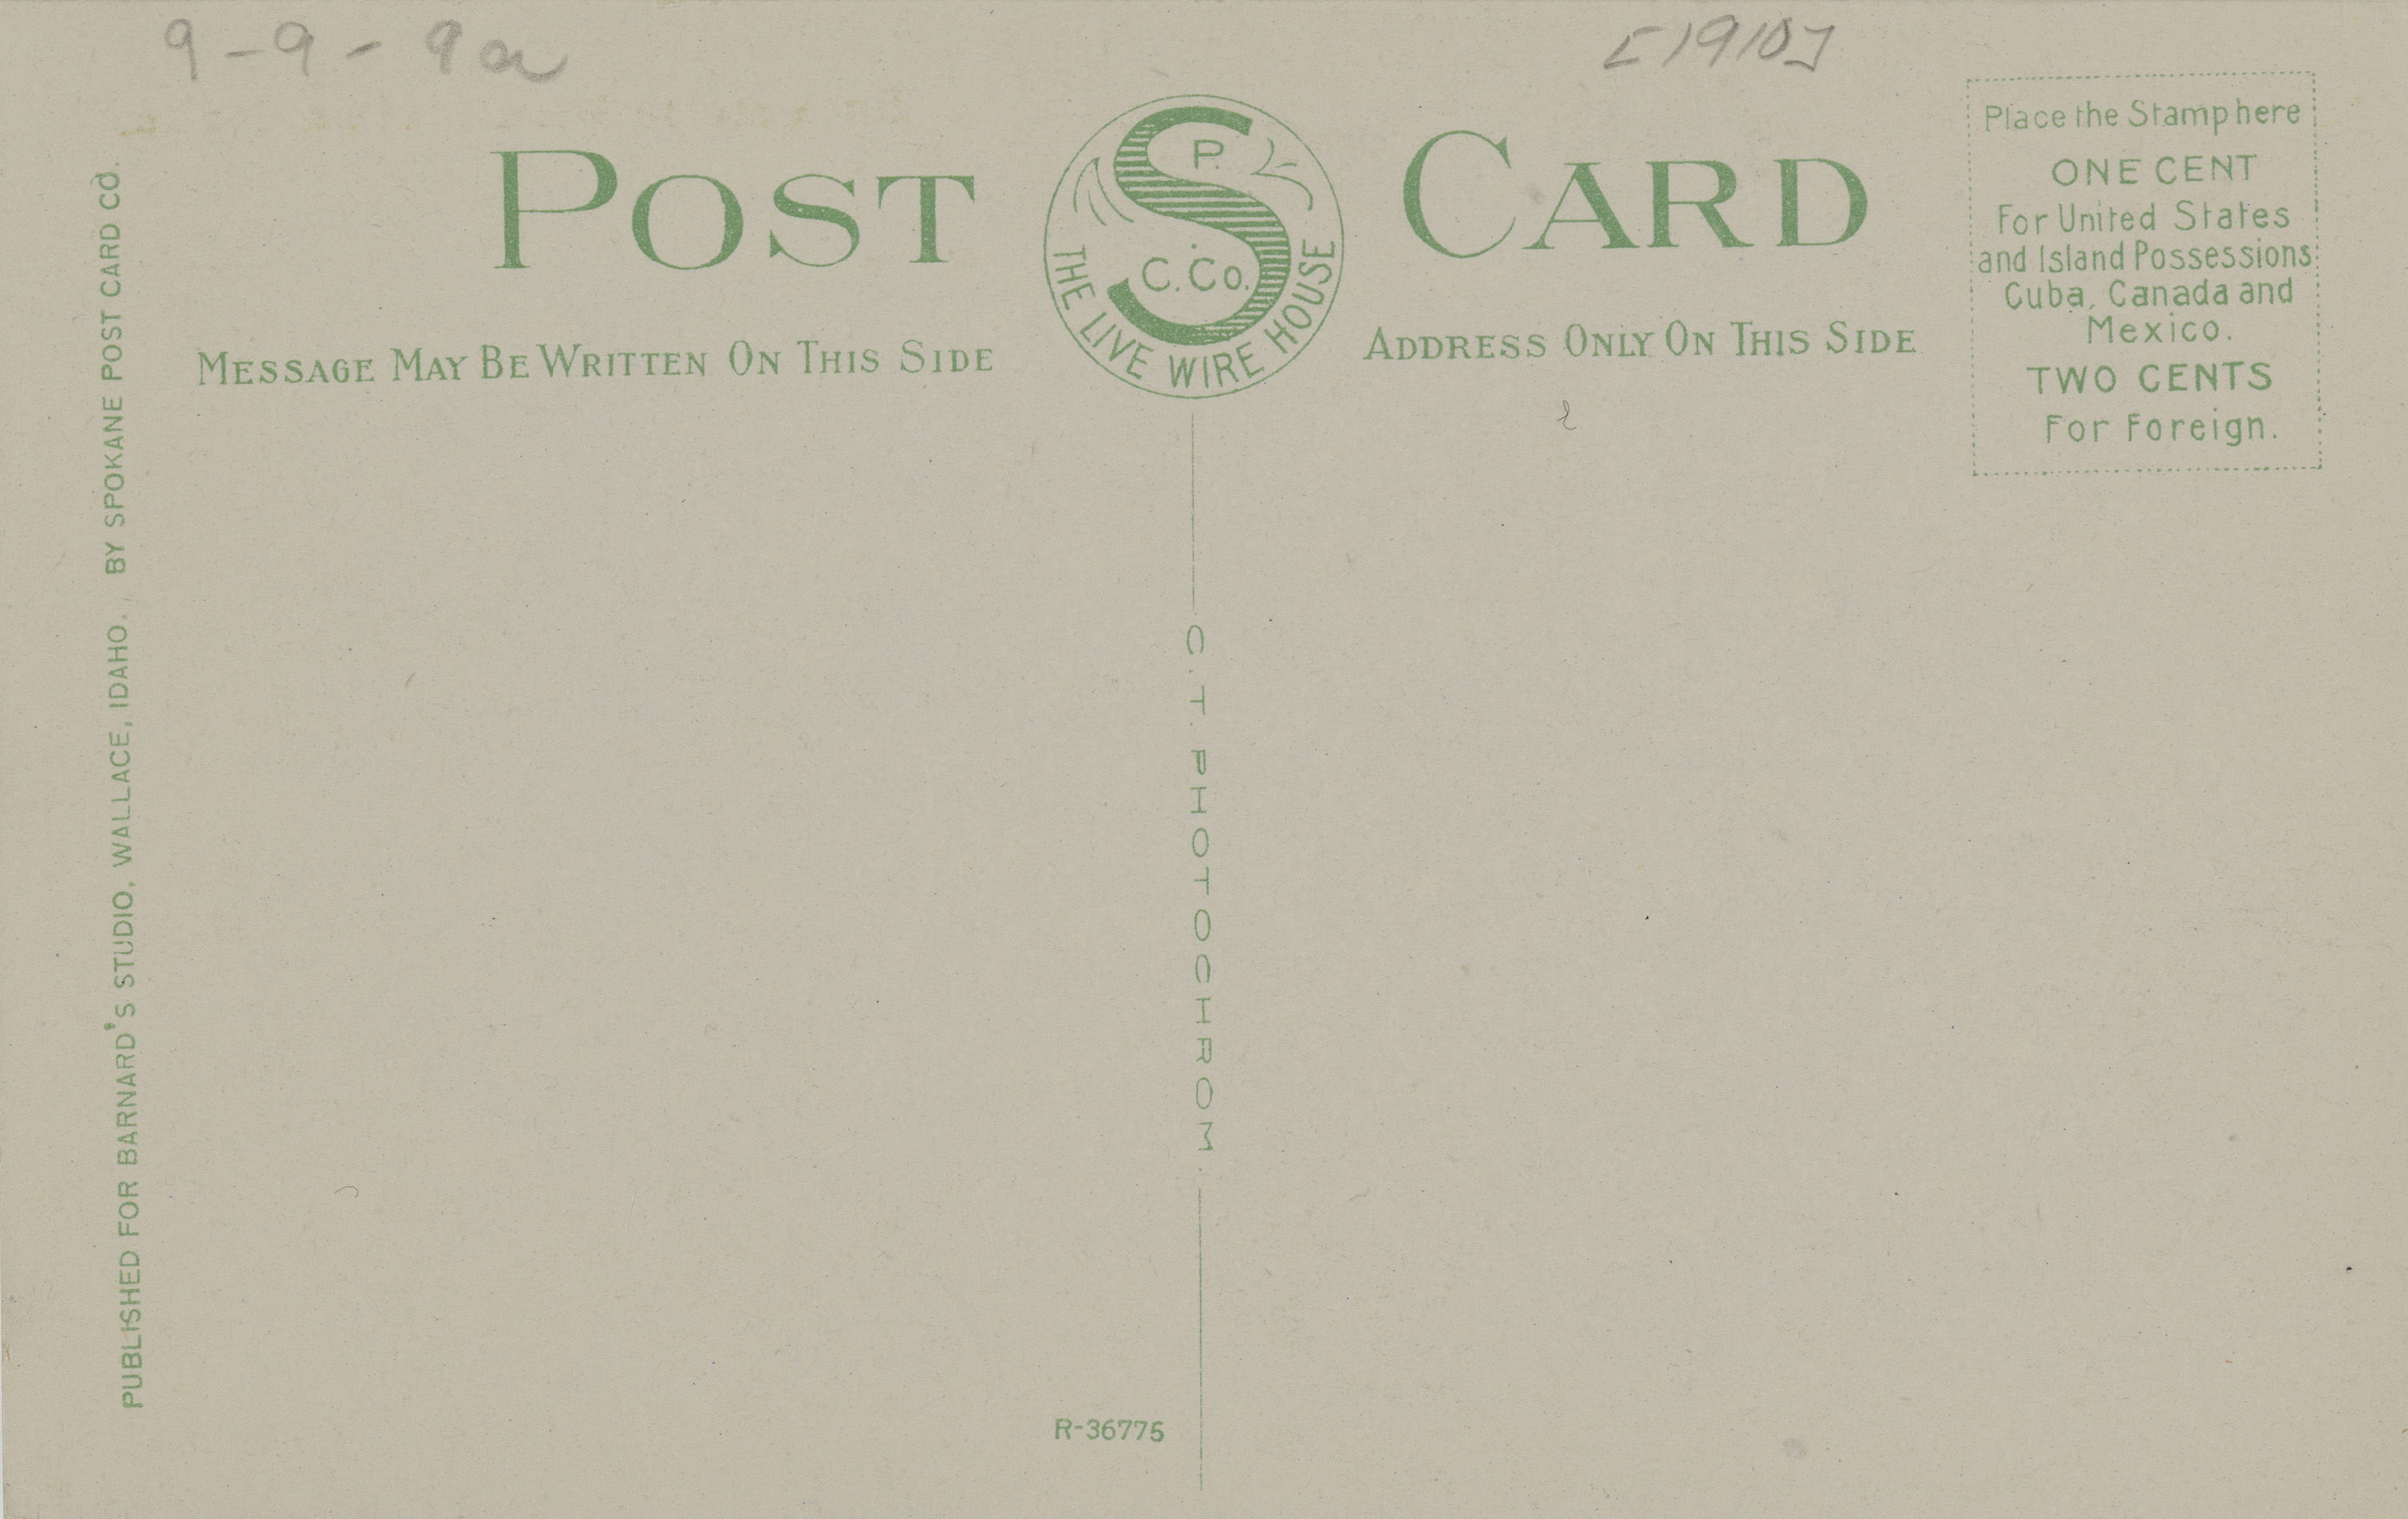 9-9-9a
[1910]
POST CARD
S P. C. Co.
THE LIVE WIRE HOUSE
MESSAGE MAY BE WRITTEN ON THIS SIDE
ADDRESS ONLY ON THIS SIDE
Place the Stamp here
ONE CENT
For United States
and Island Possessions
Cuba, Canada and
Mexico.
TWO CENTS
For Foreign.
PUBLISHED FOR BARNARD'S STUDIO, WALLACE, IDAHO. BY SPOKANE POST CARD CO.
C. T. PHOTOCHROM.
R-36775